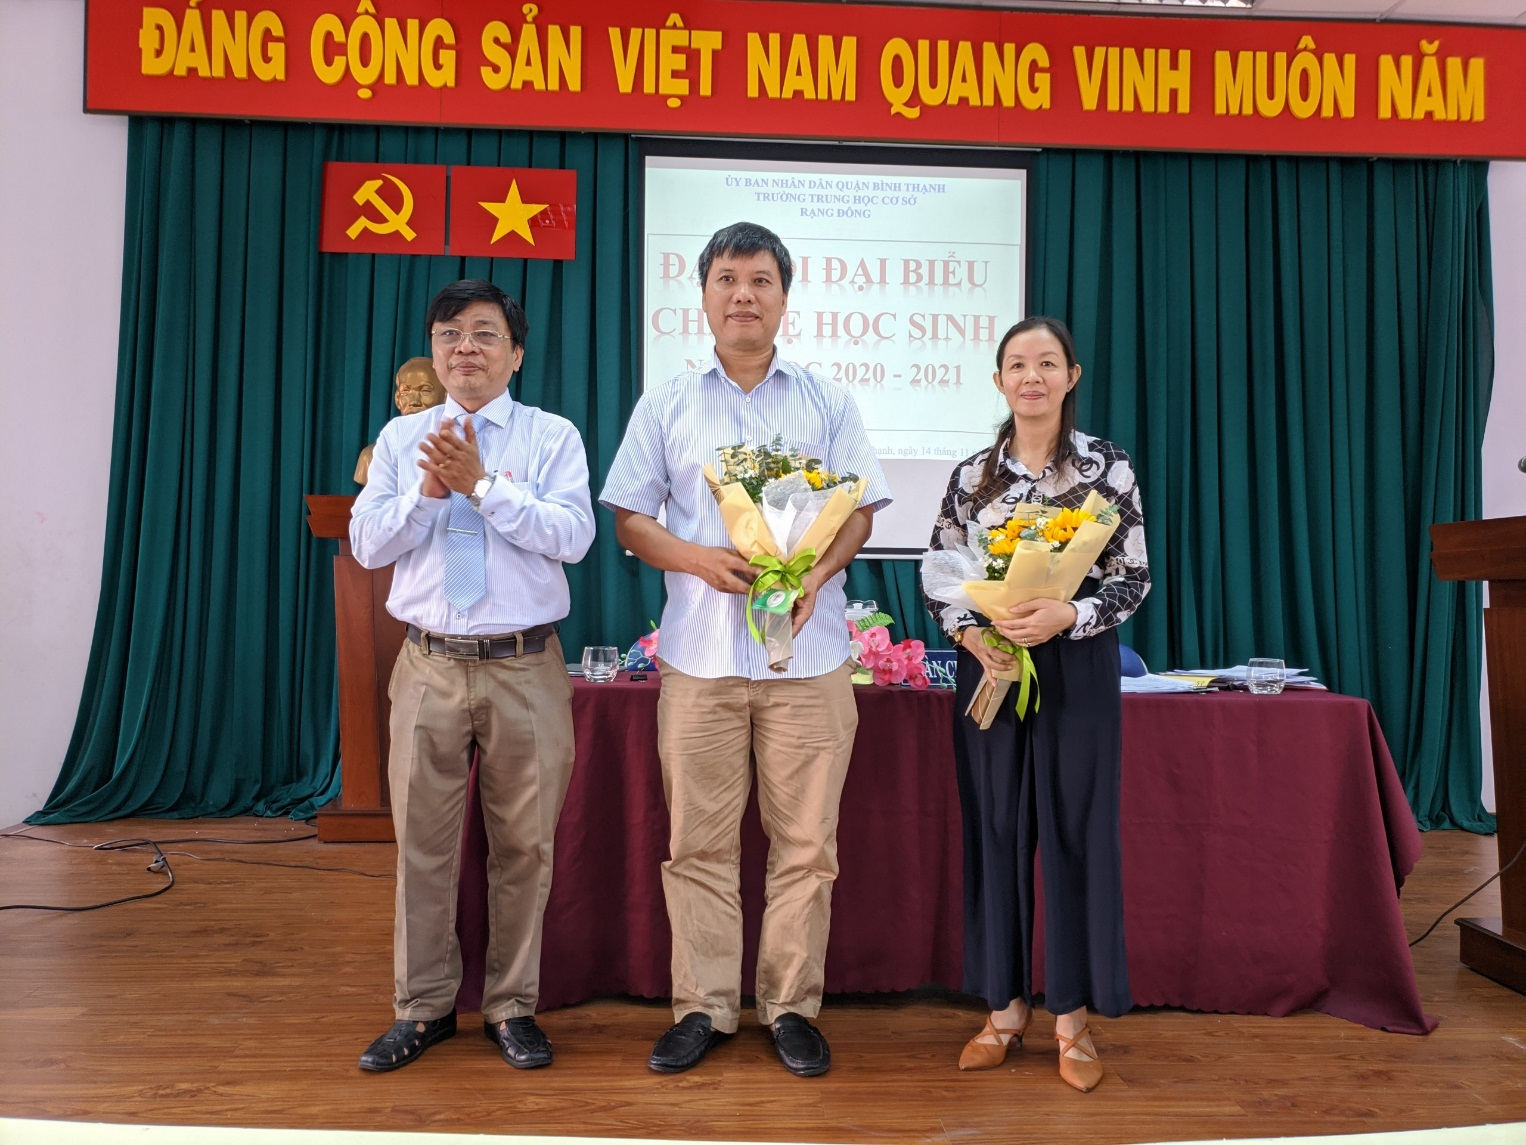 ĐẢNG CỘNG SẢN VIỆT NAM QUANG VINH MUÔN NĂM
ỦY BAN NHÂN DÂN QUẬN BÌNH THẠNH
TRƯỜNG TRUNG HỌC CƠ SỞ
RẠNG ĐÔNG
ĐẠI BIỂU
HỌC SINH
2020 - 2021
ngày 14 tháng 11